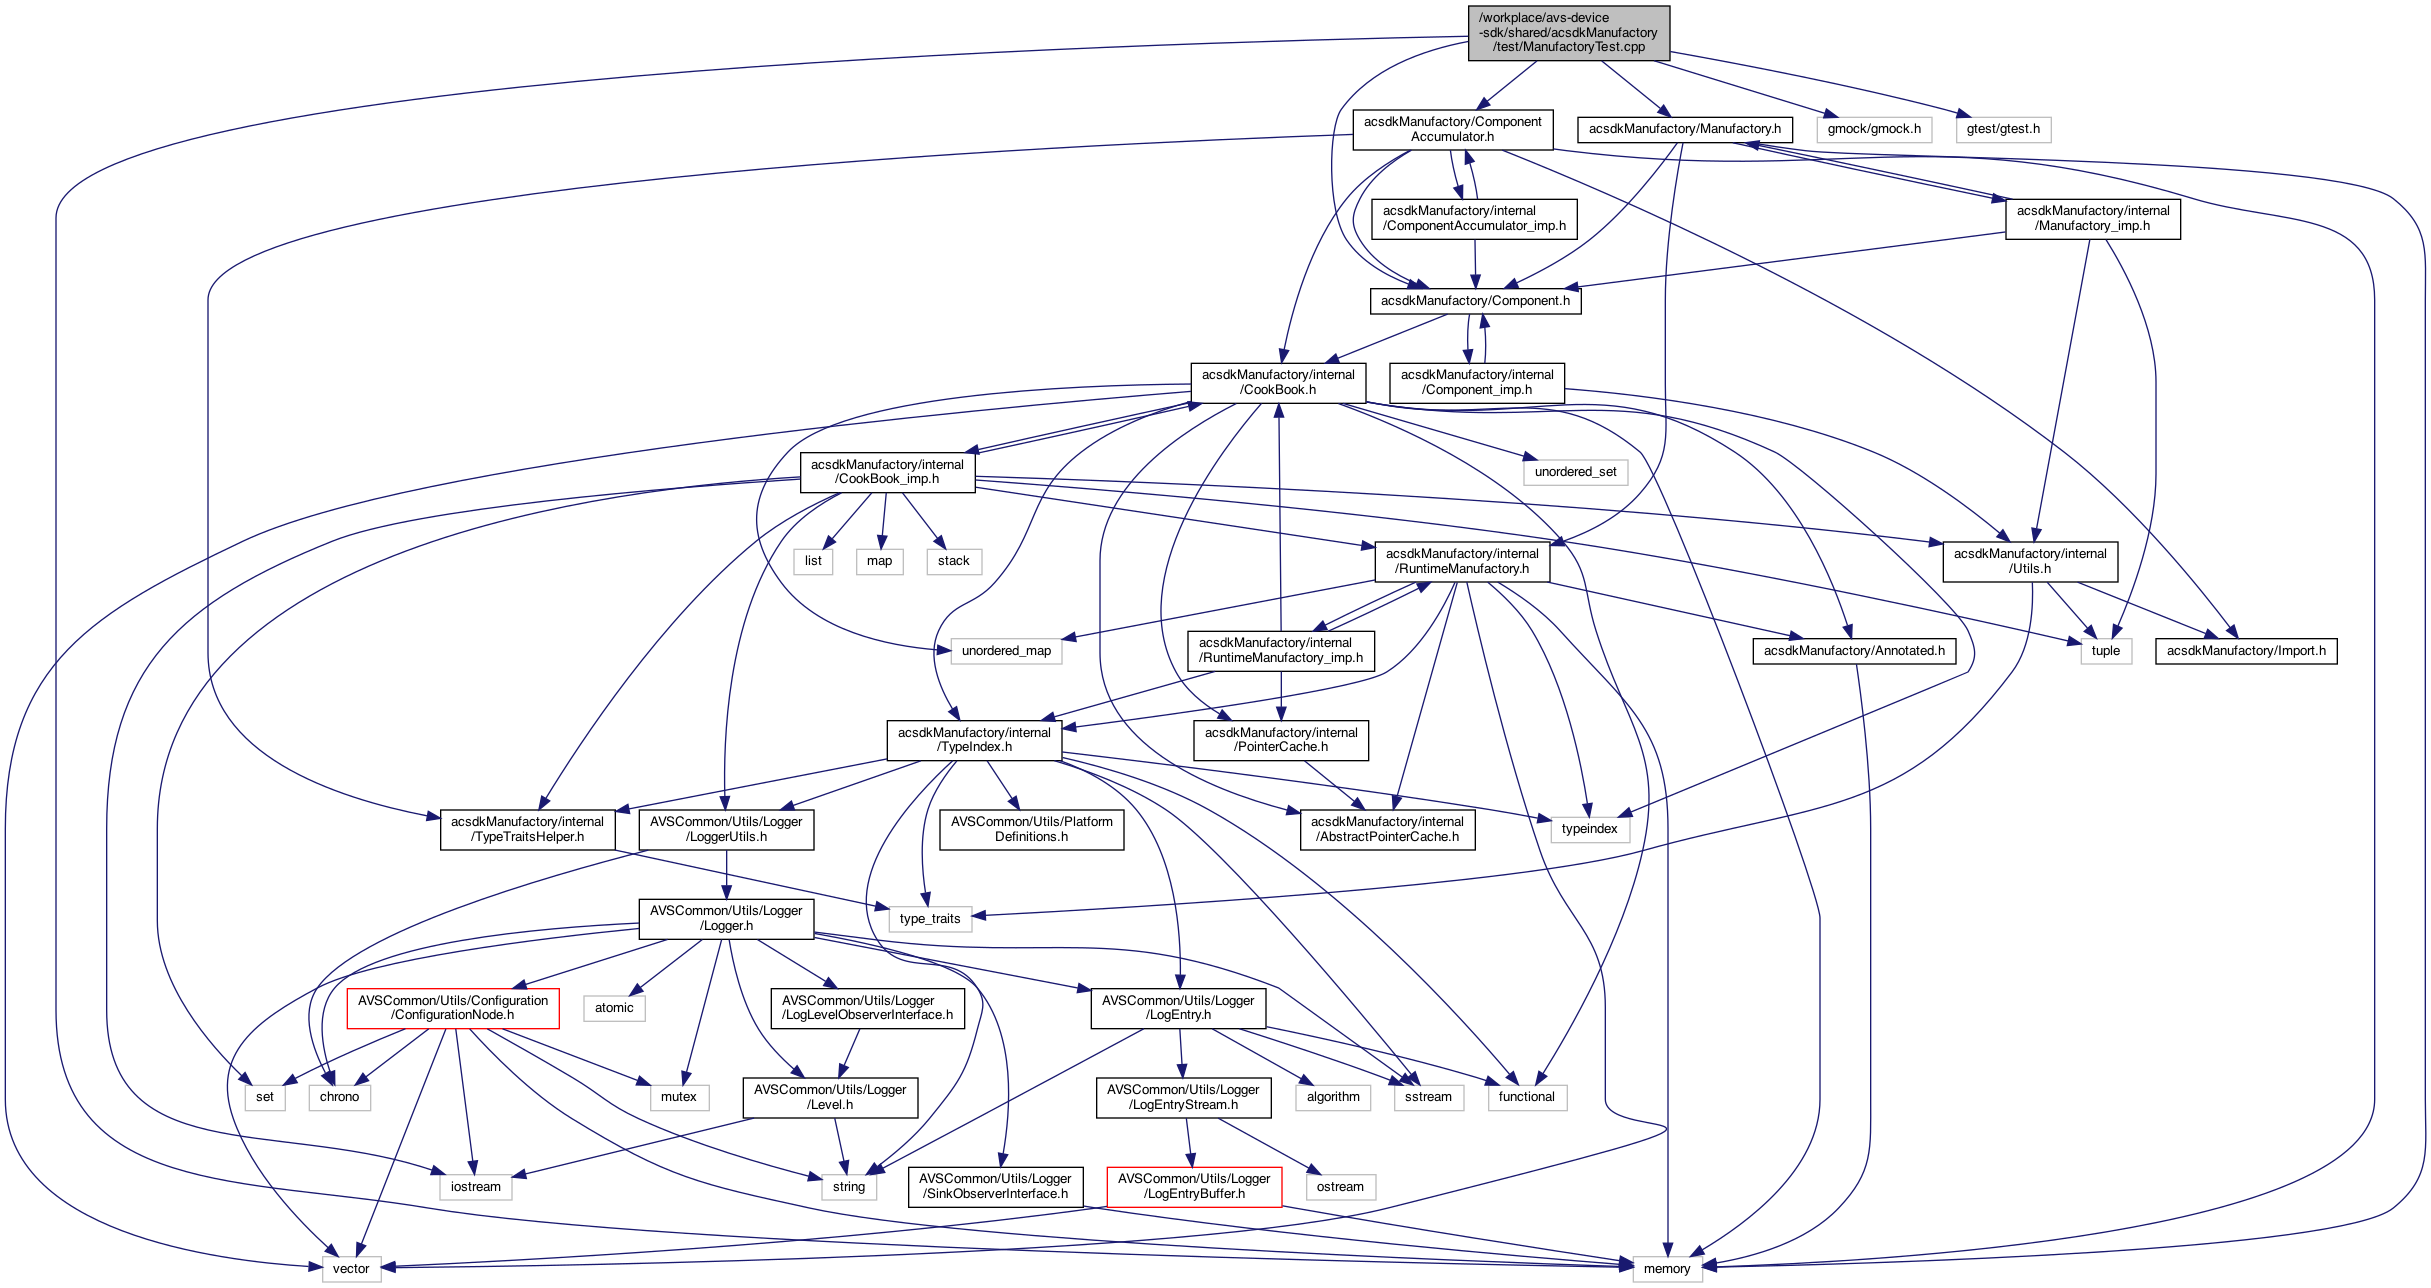 /workplace/avs-device
-sdk/shared/acsdkManufactory
/test/ManufactoryTest.cpp
acsdkManufactory/Component
Accumulator.h
acsdkManufactory/Manufactory.h
gmock/gmock.h
gtest/gtest.h
acsdkManufactory/internal
/ComponentAccumulator_imp.h
acsdkManufactory/internal
/Manufactory_imp.h
acsdkManufactory/Component.h
acsdkManufactory/internal
/CookBook.h
acsdkManufactory/internal
/Component_imp.h
acsdkManufactory/internal
/CookBook_imp.h
unordered_set
list
map
stack
acsdkManufactory/internal
/RuntimeManufactory.h
acsdkManufactory/internal
/Utils.h
unordered_map
acsdkManufactory/internal
/RuntimeManufactory_imp.h
acsdkManufactory/Annotated.h
tuple
acsdkManufactory/Import.h
acsdkManufactory/internal
/TypeIndex.h
acsdkManufactory/internal
/PointerCache.h
acsdkManufactory/internal
/TypeTraitsHelper.h
AVSCommon/Utils/Logger
/LoggerUtils.h
AVSCommon/Utils/Platform
Definitions.h
acsdkManufactory/internal
/AbstractPointerCache.h
typeindex
AVSCommon/Utils/Logger
/Logger.h
type_traits
AVSCommon/Utils/Configuration
/ConfigurationNode.h
atomic
AVSCommon/Utils/Logger
/LogLevelObserverInterface.h
AVSCommon/Utils/Logger
/LogEntry.h
set
chrono
mutex
AVSCommon/Utils/Logger
/Level.h
AVSCommon/Utils/Logger
/LogEntryStream.h
algorithm
sstream
functional
iostream
string
AVSCommon/Utils/Logger
/SinkObserverInterface.h
AVSCommon/Utils/Logger
/LogEntryBuffer.h
ostream
vector
memory